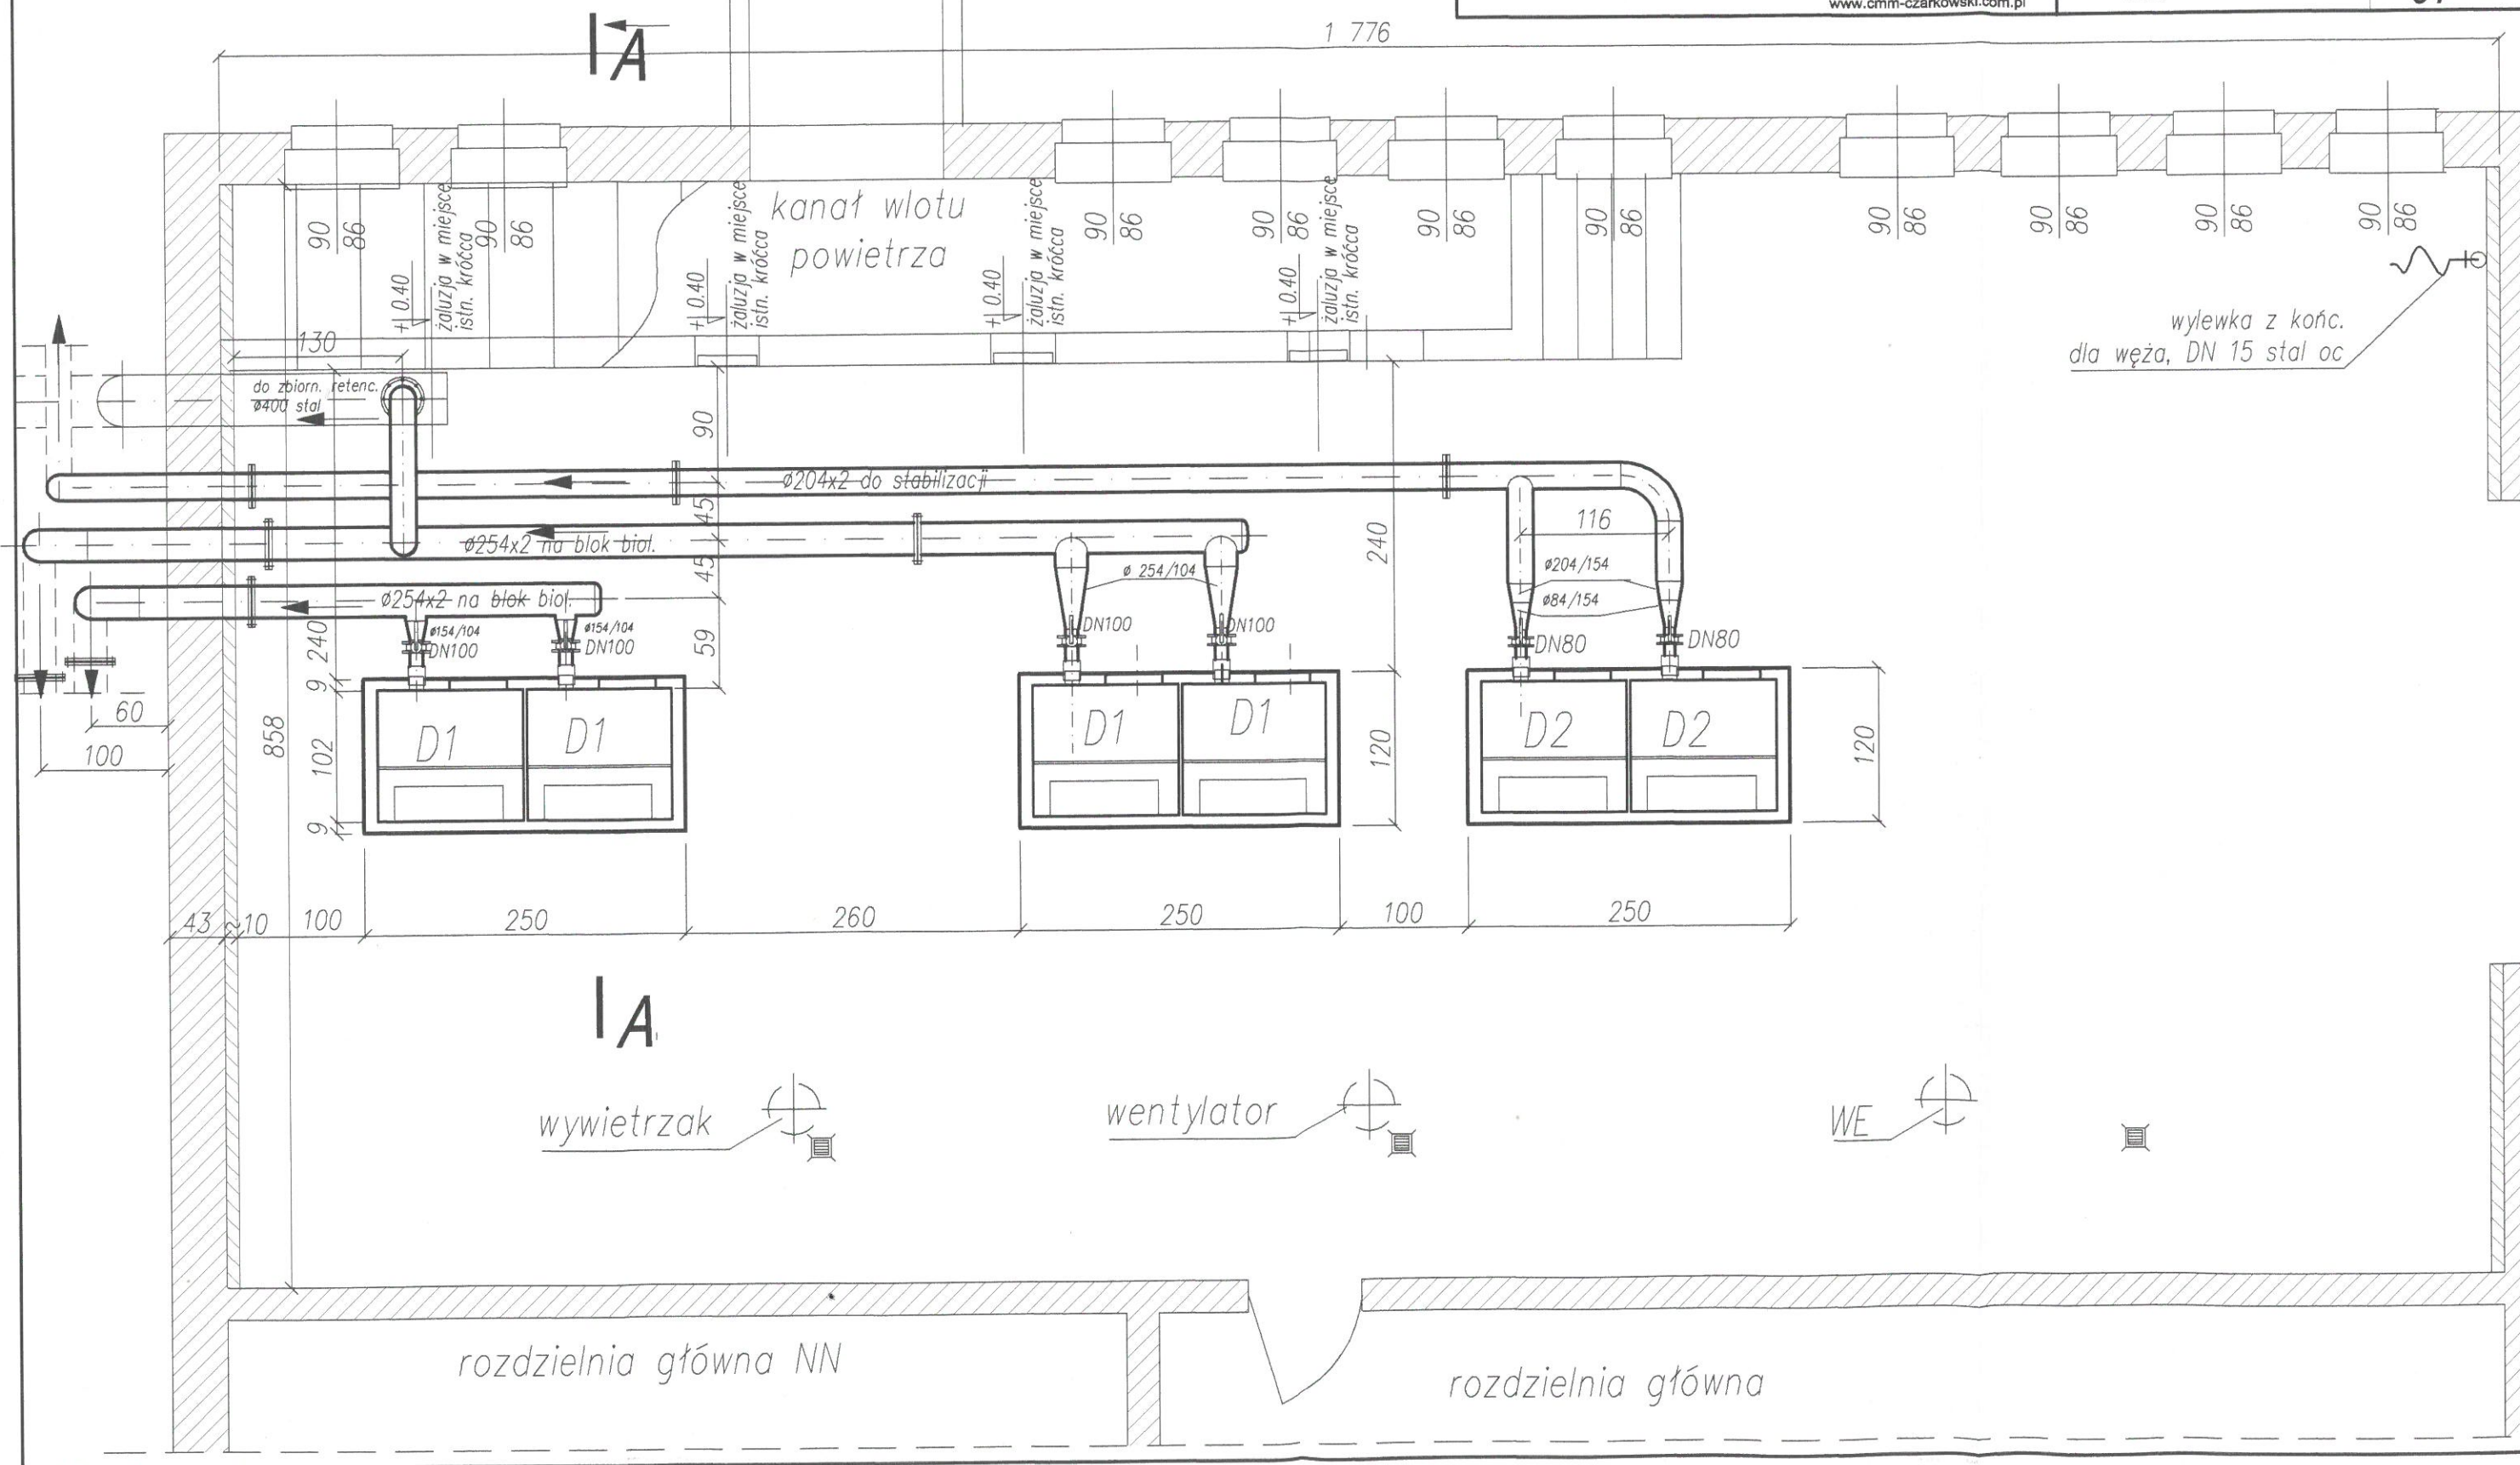 www.cmm-czarkowski.com.pl
1 776
A
90
86
90
86
90
86
90
86
90
86
90
86
90
86
90
86
90
86
90
86
żaluzja w miejsce
istn. króćca
żaluzja w miejsce
istn. króćca
żaluzja w miejsce
istn. króćca
żaluzja w miejsce
istn. króćca
+0.40
+0.40
+0.40
+0.40
kanał wlotu
powietrza
wylewka z końc.
dla węża, DN 15 stal oc
130
do zbiorn. retenc.
ø400 stal
90
ø204x2 do stabilizacji
45
ø254x2 na blok biol.
45
ø254x2 na blok biol.
59
240
116
ø 254/104
ø204/154
ø84/154
ø154/104
DN100
ø154/104
DN100
DN100
DN100
DN80
DN80
240
9
102
9
858
60
100
D1
D1
D1
D1
D2
D2
120
120
43
~10
100
250
260
250
100
250
A
wywietrzak
wentylator
WE
rozdzielnia główna NN
rozdzielnia główna